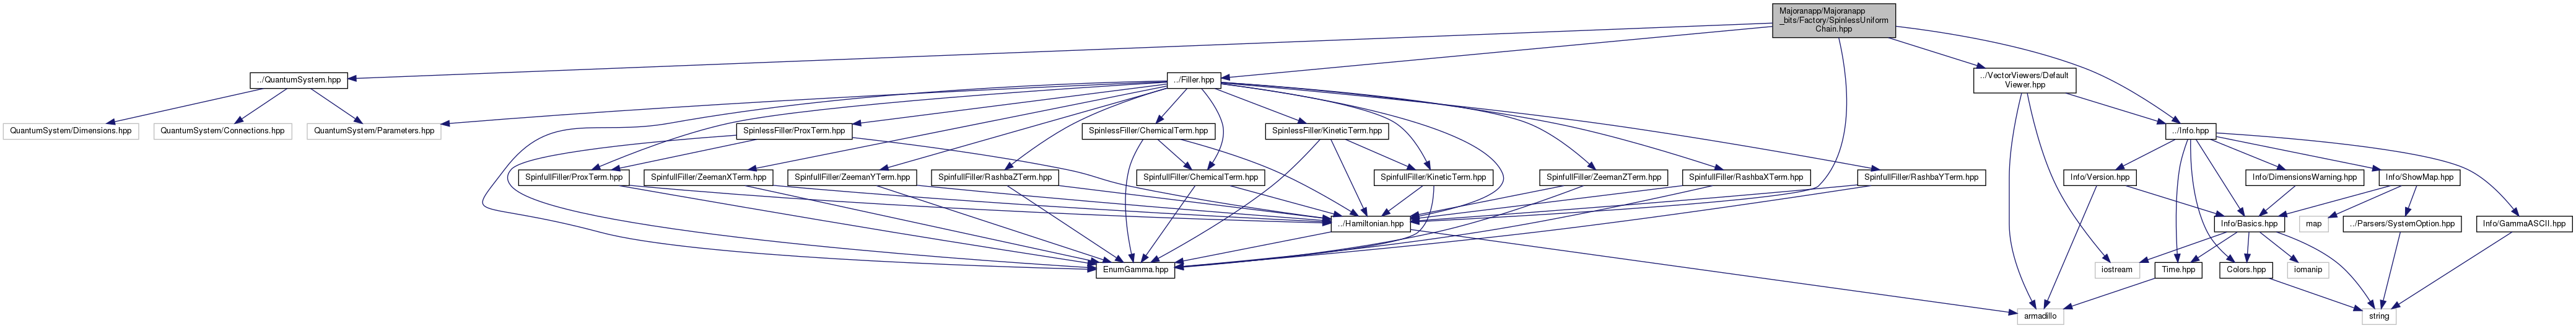 Majoranapp/Majoranapp
_bits/Factory/SpinlessUniform
Chain.hpp
../QuantumSystem.hpp
../Filler.hpp
../VectorViewers/Default
Viewer.hpp
QuantumSystem/Dimensions.hpp
QuantumSystem/Connections.hpp
QuantumSystem/Parameters.hpp
SpinlessFiller/ProxTerm.hpp
SpinlessFiller/ChemicalTerm.hpp
SpinlessFiller/KineticTerm.hpp
../Info.hpp
SpinfullFiller/ProxTerm.hpp
SpinfullFiller/ZeemanXTerm.hpp
SpinfullFiller/ZeemanYTerm.hpp
SpinfullFiller/RashbaZTerm.hpp
SpinfullFiller/ChemicalTerm.hpp
SpinfullFiller/KineticTerm.hpp
SpinfullFiller/ZeemanZTerm.hpp
SpinfullFiller/RashbaXTerm.hpp
SpinfullFiller/RashbaYTerm.hpp
Info/Version.hpp
Info/DimensionsWarning.hpp
Info/ShowMap.hpp
../Hamiltonian.hpp
Info/Basics.hpp
map
../Parsers/SystemOption.hpp
Info/GammaASCII.hpp
EnumGamma.hpp
iostream
Time.hpp
Colors.hpp
iomanip
armadillo
string